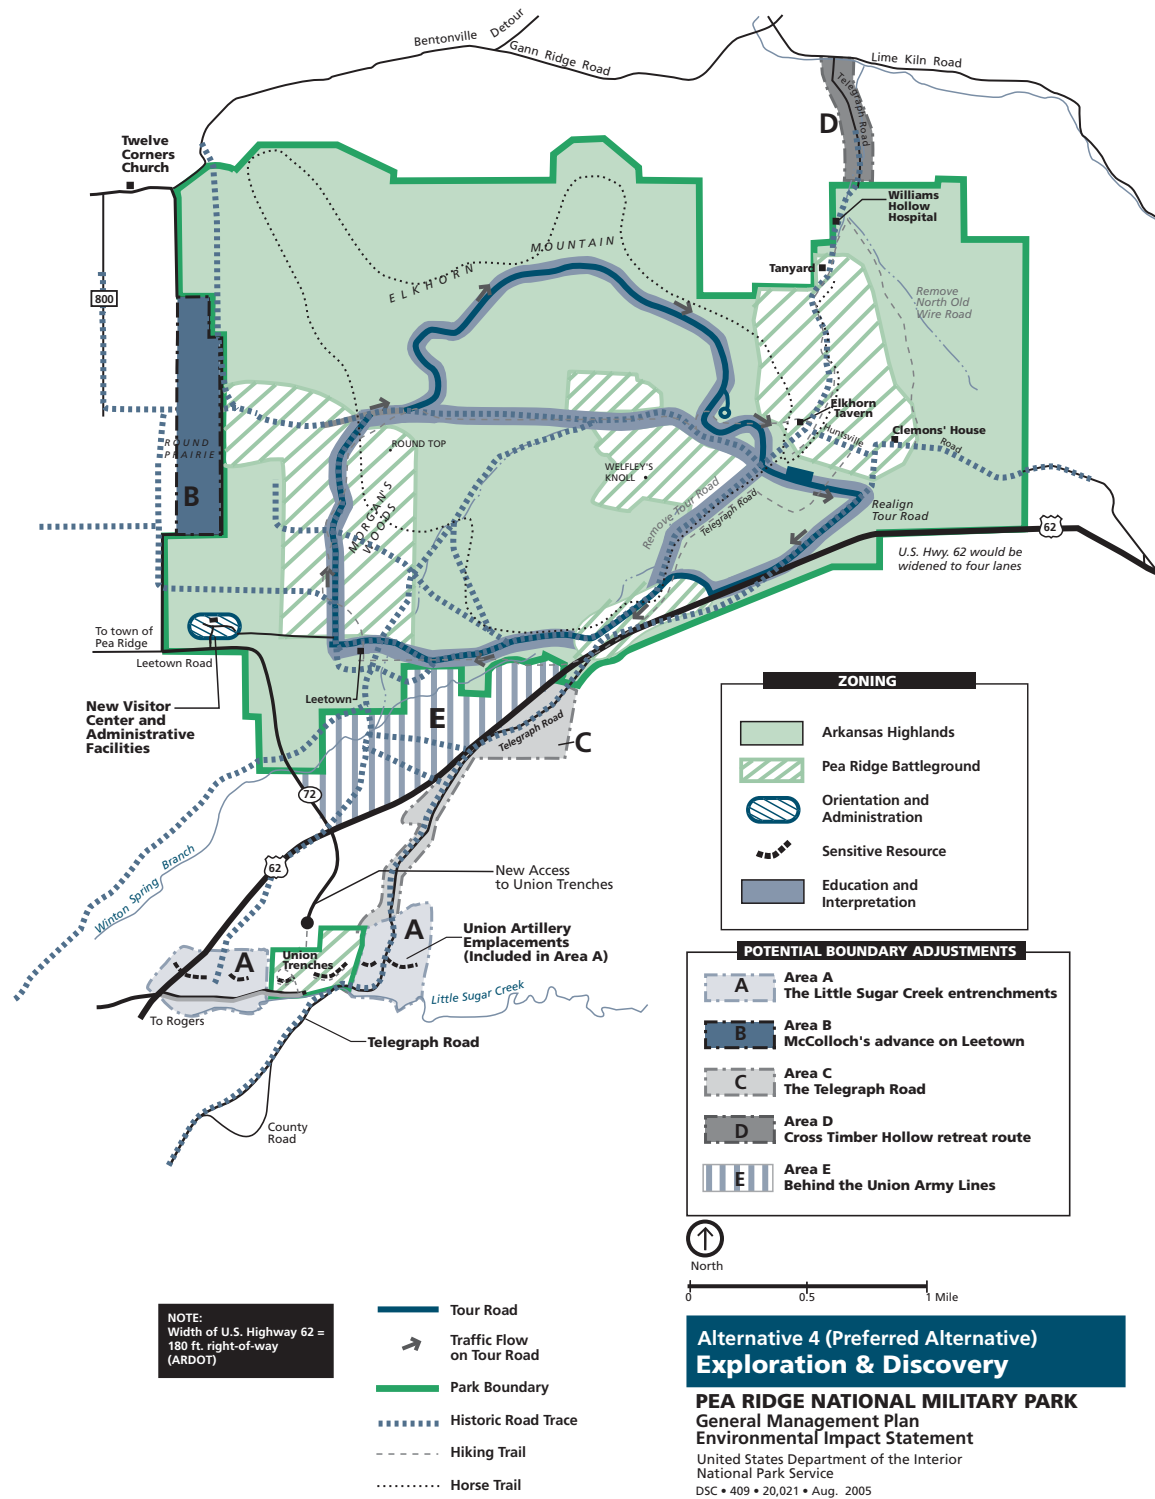 Bentonville Detour
Gann Ridge Road
Lime Kiln Road
Telegraph Road
D
Twelve
Corners
Church
Williams
Hollow
Hospital
MOUNTAIN
ELKHORN
Tanyard
800
Remove
North Old
Wire Road
Elkhorn
Tavern
Huntsville
Road
Clemons' House
ROUND
PRAIRIE
ROUND TOP
WELFLEY'S
KNOLL
B
MORGAN'S
WOODS
Remove Tour Road
Telegraph Road
Realign
Tour Road
62
U.S. Hwy. 62 would be
widened to four lanes
To town of
Pea Ridge
Leetown Road
Leetown
New Visitor
Center and
Administrative
Facilities
E
Telegraph Road
C
72
62
Winton Spring Branch
New Access
to Union Trenches
A
A
Union
Trenches
Union Artillery
Emplacements
(Included in Area A)
Little Sugar Creek
To Rogers
Telegraph Road
County
Road
ZONING
Arkansas Highlands
Pea Ridge Battleground
Orientation and
Administration
Sensitive Resource
Education and
Interpretation
POTENTIAL BOUNDARY ADJUSTMENTS
A
Area A
The Little Sugar Creek entrenchments
B
Area B
McColloch's advance on Leetown
C
Area C
The Telegraph Road
D
Area D
Cross Timber Hollow retreat route
E
Area E
Behind the Union Army Lines
North
0 0.5 1 Mile
NOTE:
Width of U.S. Highway 62 =
180 ft. right-of-way
(ARDOT)
Tour Road
Traffic Flow
on Tour Road
Park Boundary
Historic Road Trace
Hiking Trail
Horse Trail
Alternative 4 (Preferred Alternative)
Exploration & Discovery
PEA RIDGE NATIONAL MILITARY PARK
General Management Plan
Environmental Impact Statement
United States Department of the Interior
National Park Service
DSC • 409 • 20,021 • Aug. 2005